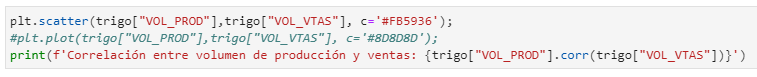 plt.scatter(trigo["VOL_PROD"],trigo["VOL_VTAS"], c='#FB5936');
#plt.plot(trigo["VOL_PROD"],trigo["VOL_VTAS"], c='#8D8D8D');
print(f'Correlación entre volumen de producción y ventas: {trigo["VOL_PROD"].corr(trigo["VOL_VTAS"])}')